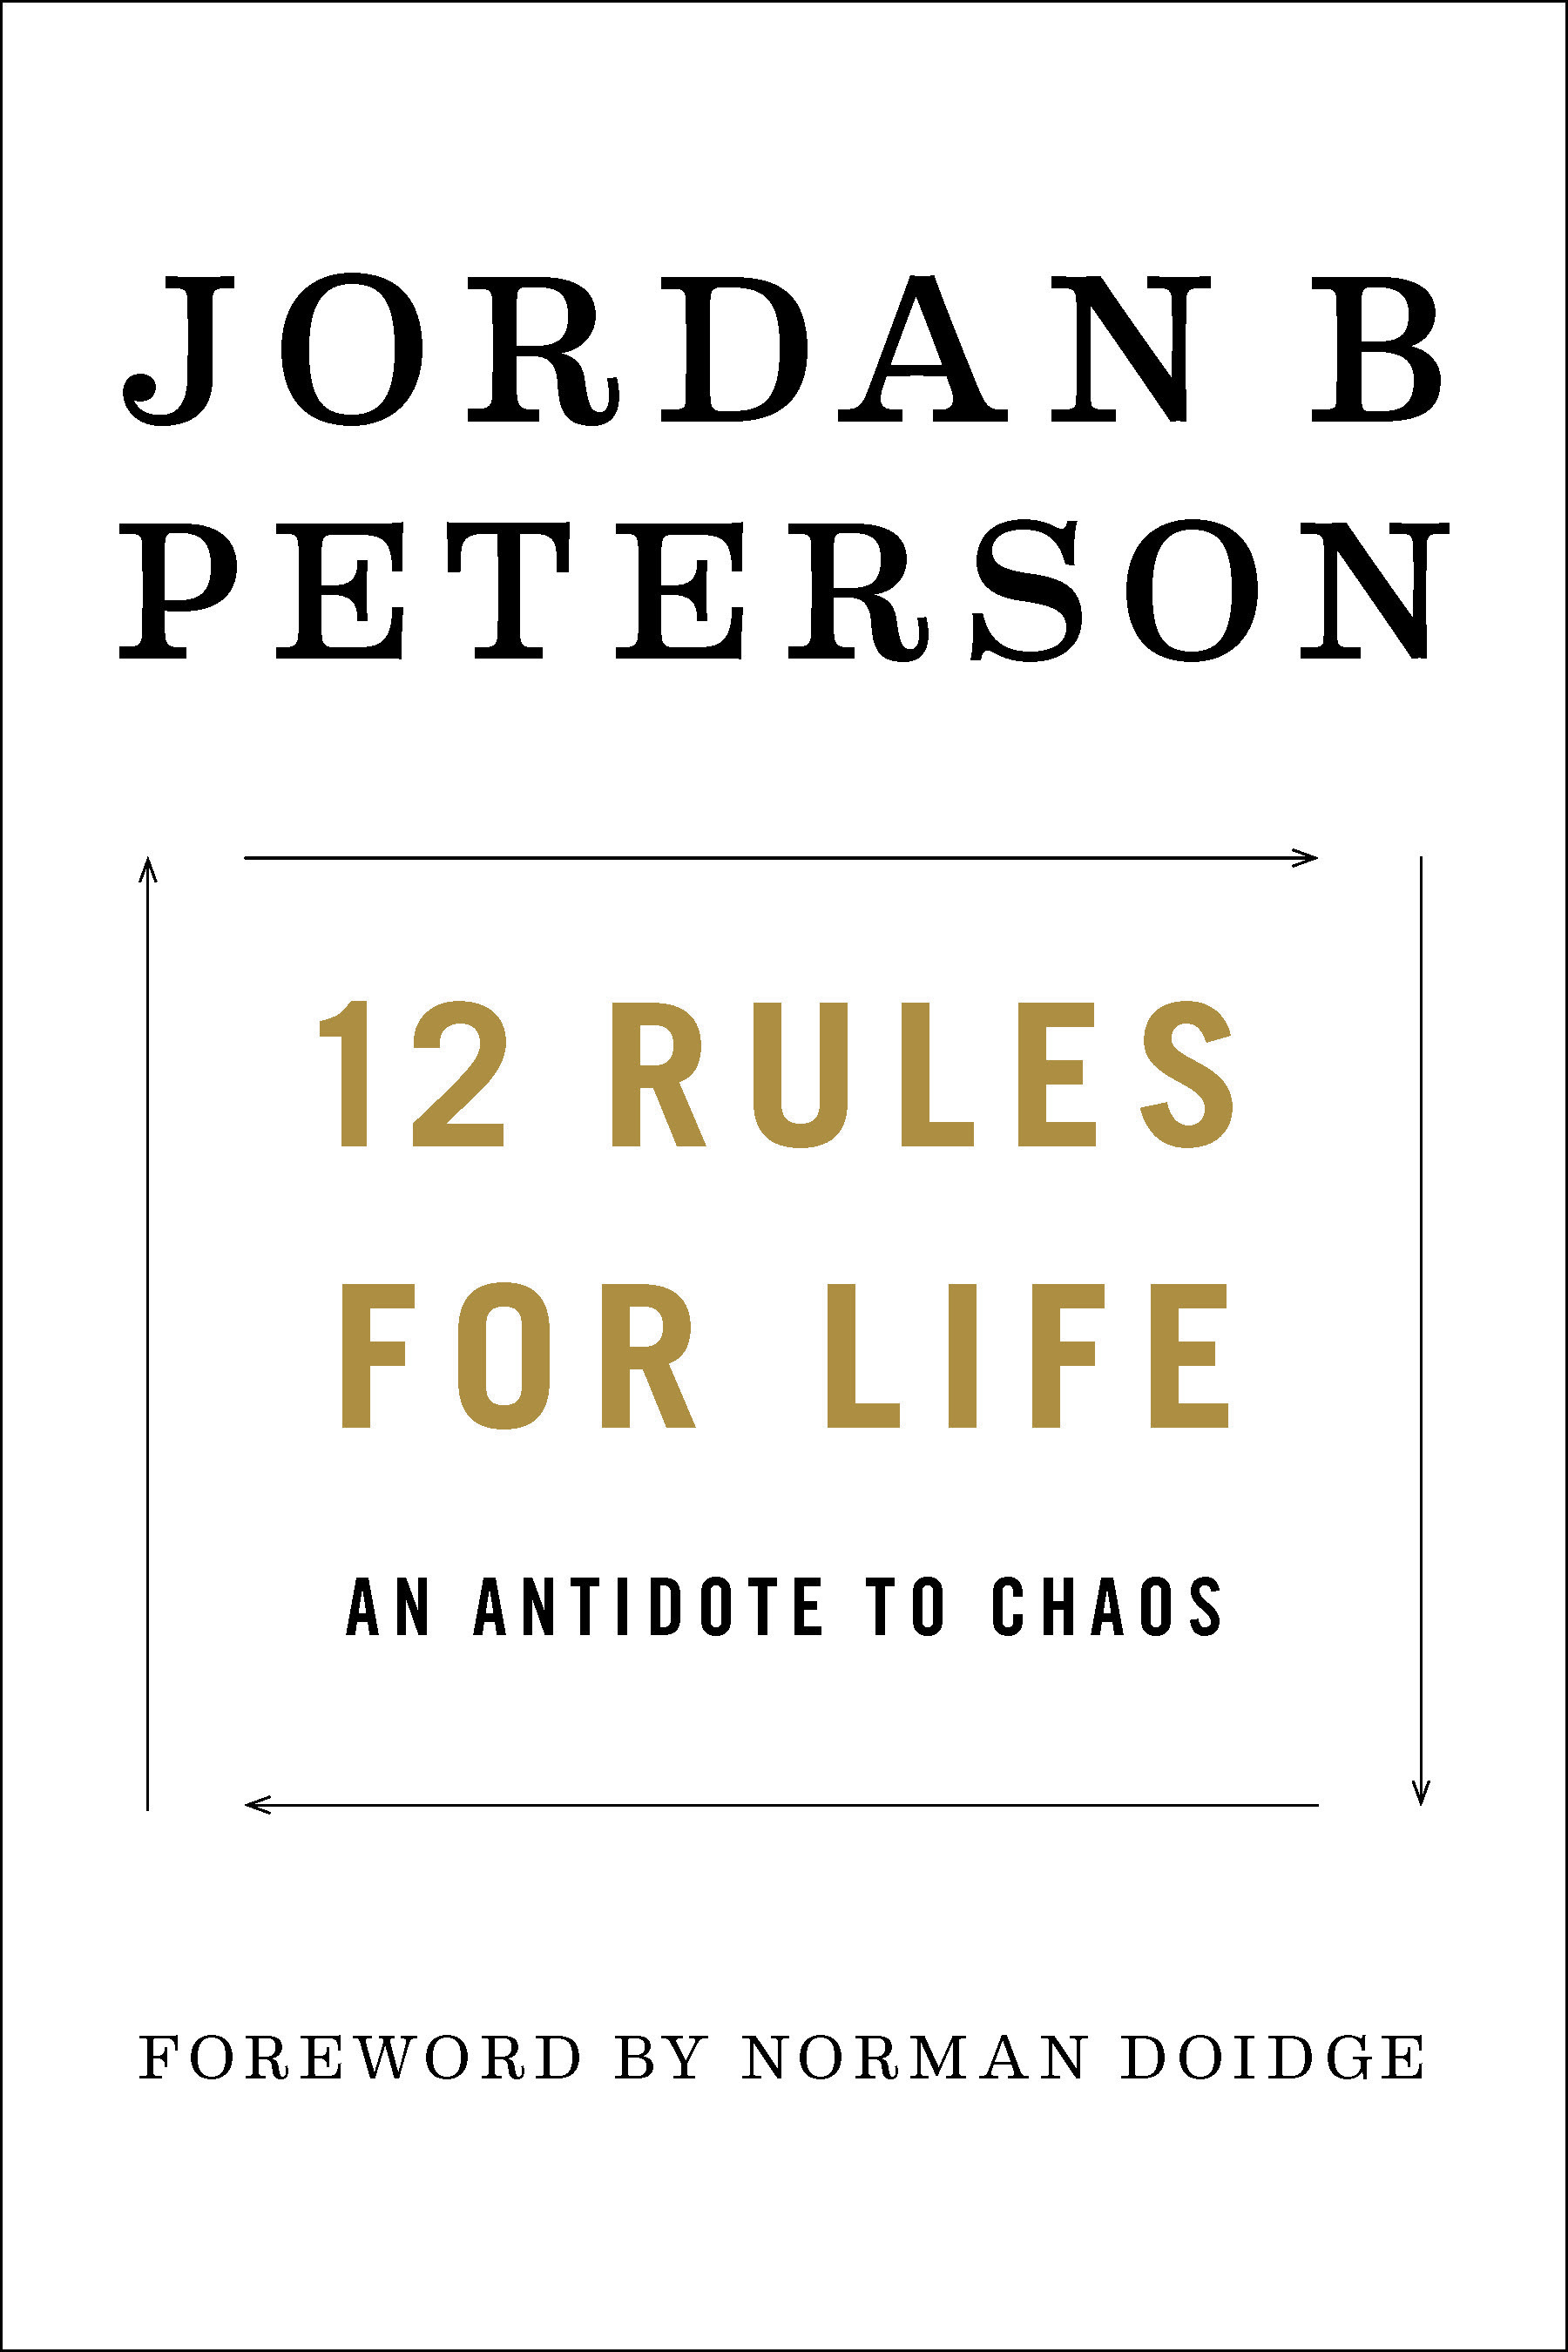 JORDAN B
PETERSON
12 RULES
FOR LIFE
AN ANTIDOTE TO CHAOS
FOREWORD BY NORMAN DOIDGE